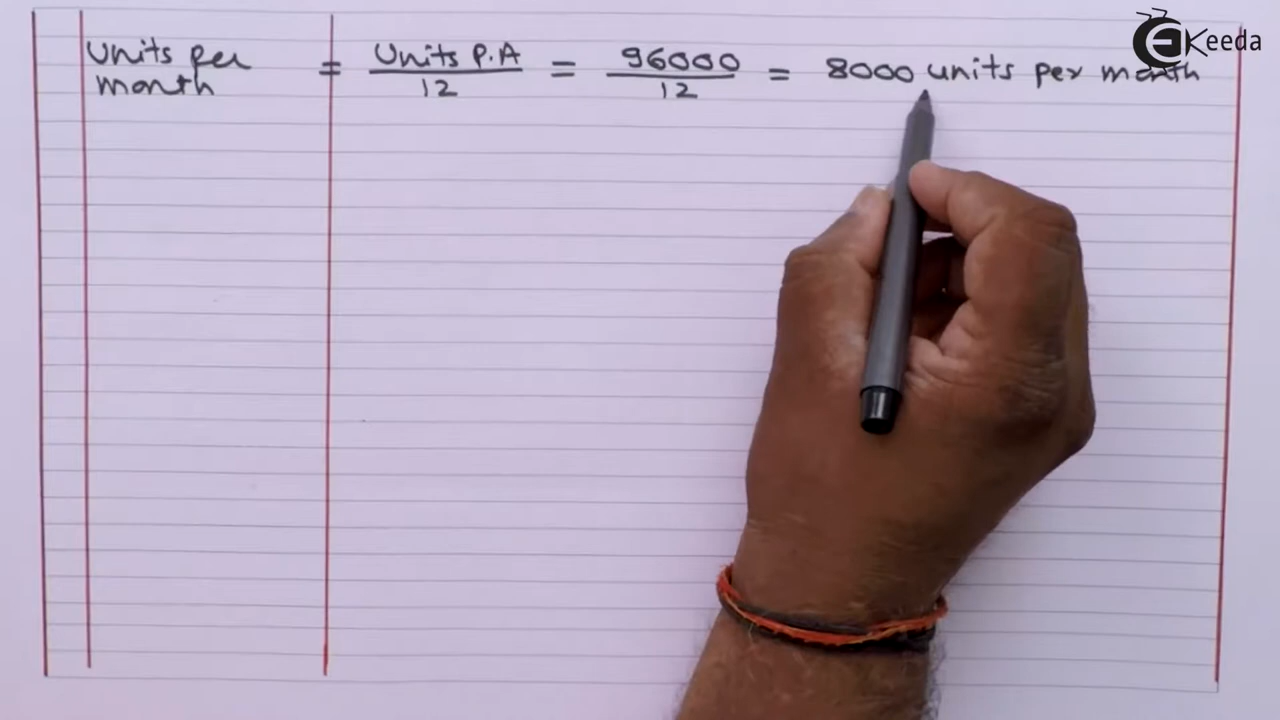 Units per month = Units P.A / 12 = 96000 / 12 = 8000 units per month
EKeeda